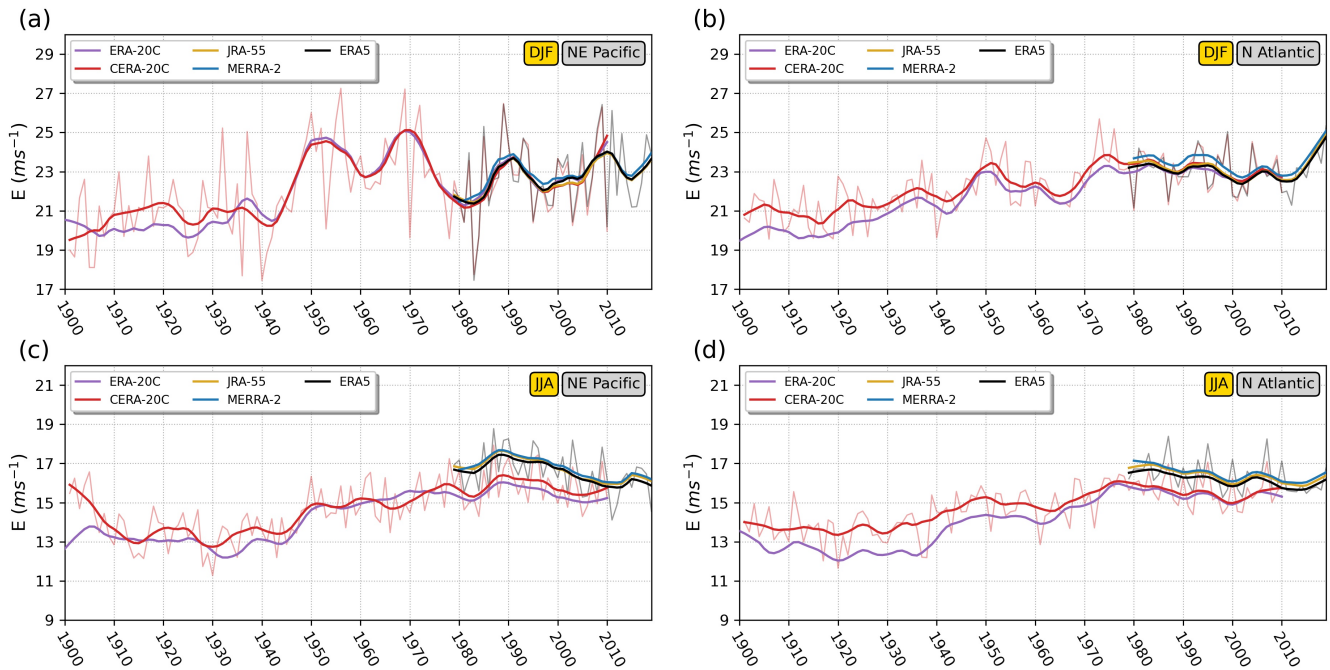 (a)
ERA-20C JRA-55 ERA5
CERA-20C MERRA-2
DJF NE Pacific
E (ms⁻¹)
29
27
25
23
21
19
17
1900 1910 1920 1930 1940 1950 1960 1970 1980 1990 2000 2010
(b)
ERA-20C JRA-55 ERA5
CERA-20C MERRA-2
DJF N Atlantic
E (ms⁻¹)
29
27
25
23
21
19
17
1900 1910 1920 1930 1940 1950 1960 1970 1980 1990 2000 2010
(c)
ERA-20C JRA-55 ERA5
CERA-20C MERRA-2
JJA NE Pacific
E (ms⁻¹)
21
19
17
15
13
11
9
1900 1910 1920 1930 1940 1950 1960 1970 1980 1990 2000 2010
(d)
ERA-20C JRA-55 ERA5
CERA-20C MERRA-2
JJA N Atlantic
E (ms⁻¹)
21
19
17
15
13
11
9
1900 1910 1920 1930 1940 1950 1960 1970 1980 1990 2000 2010